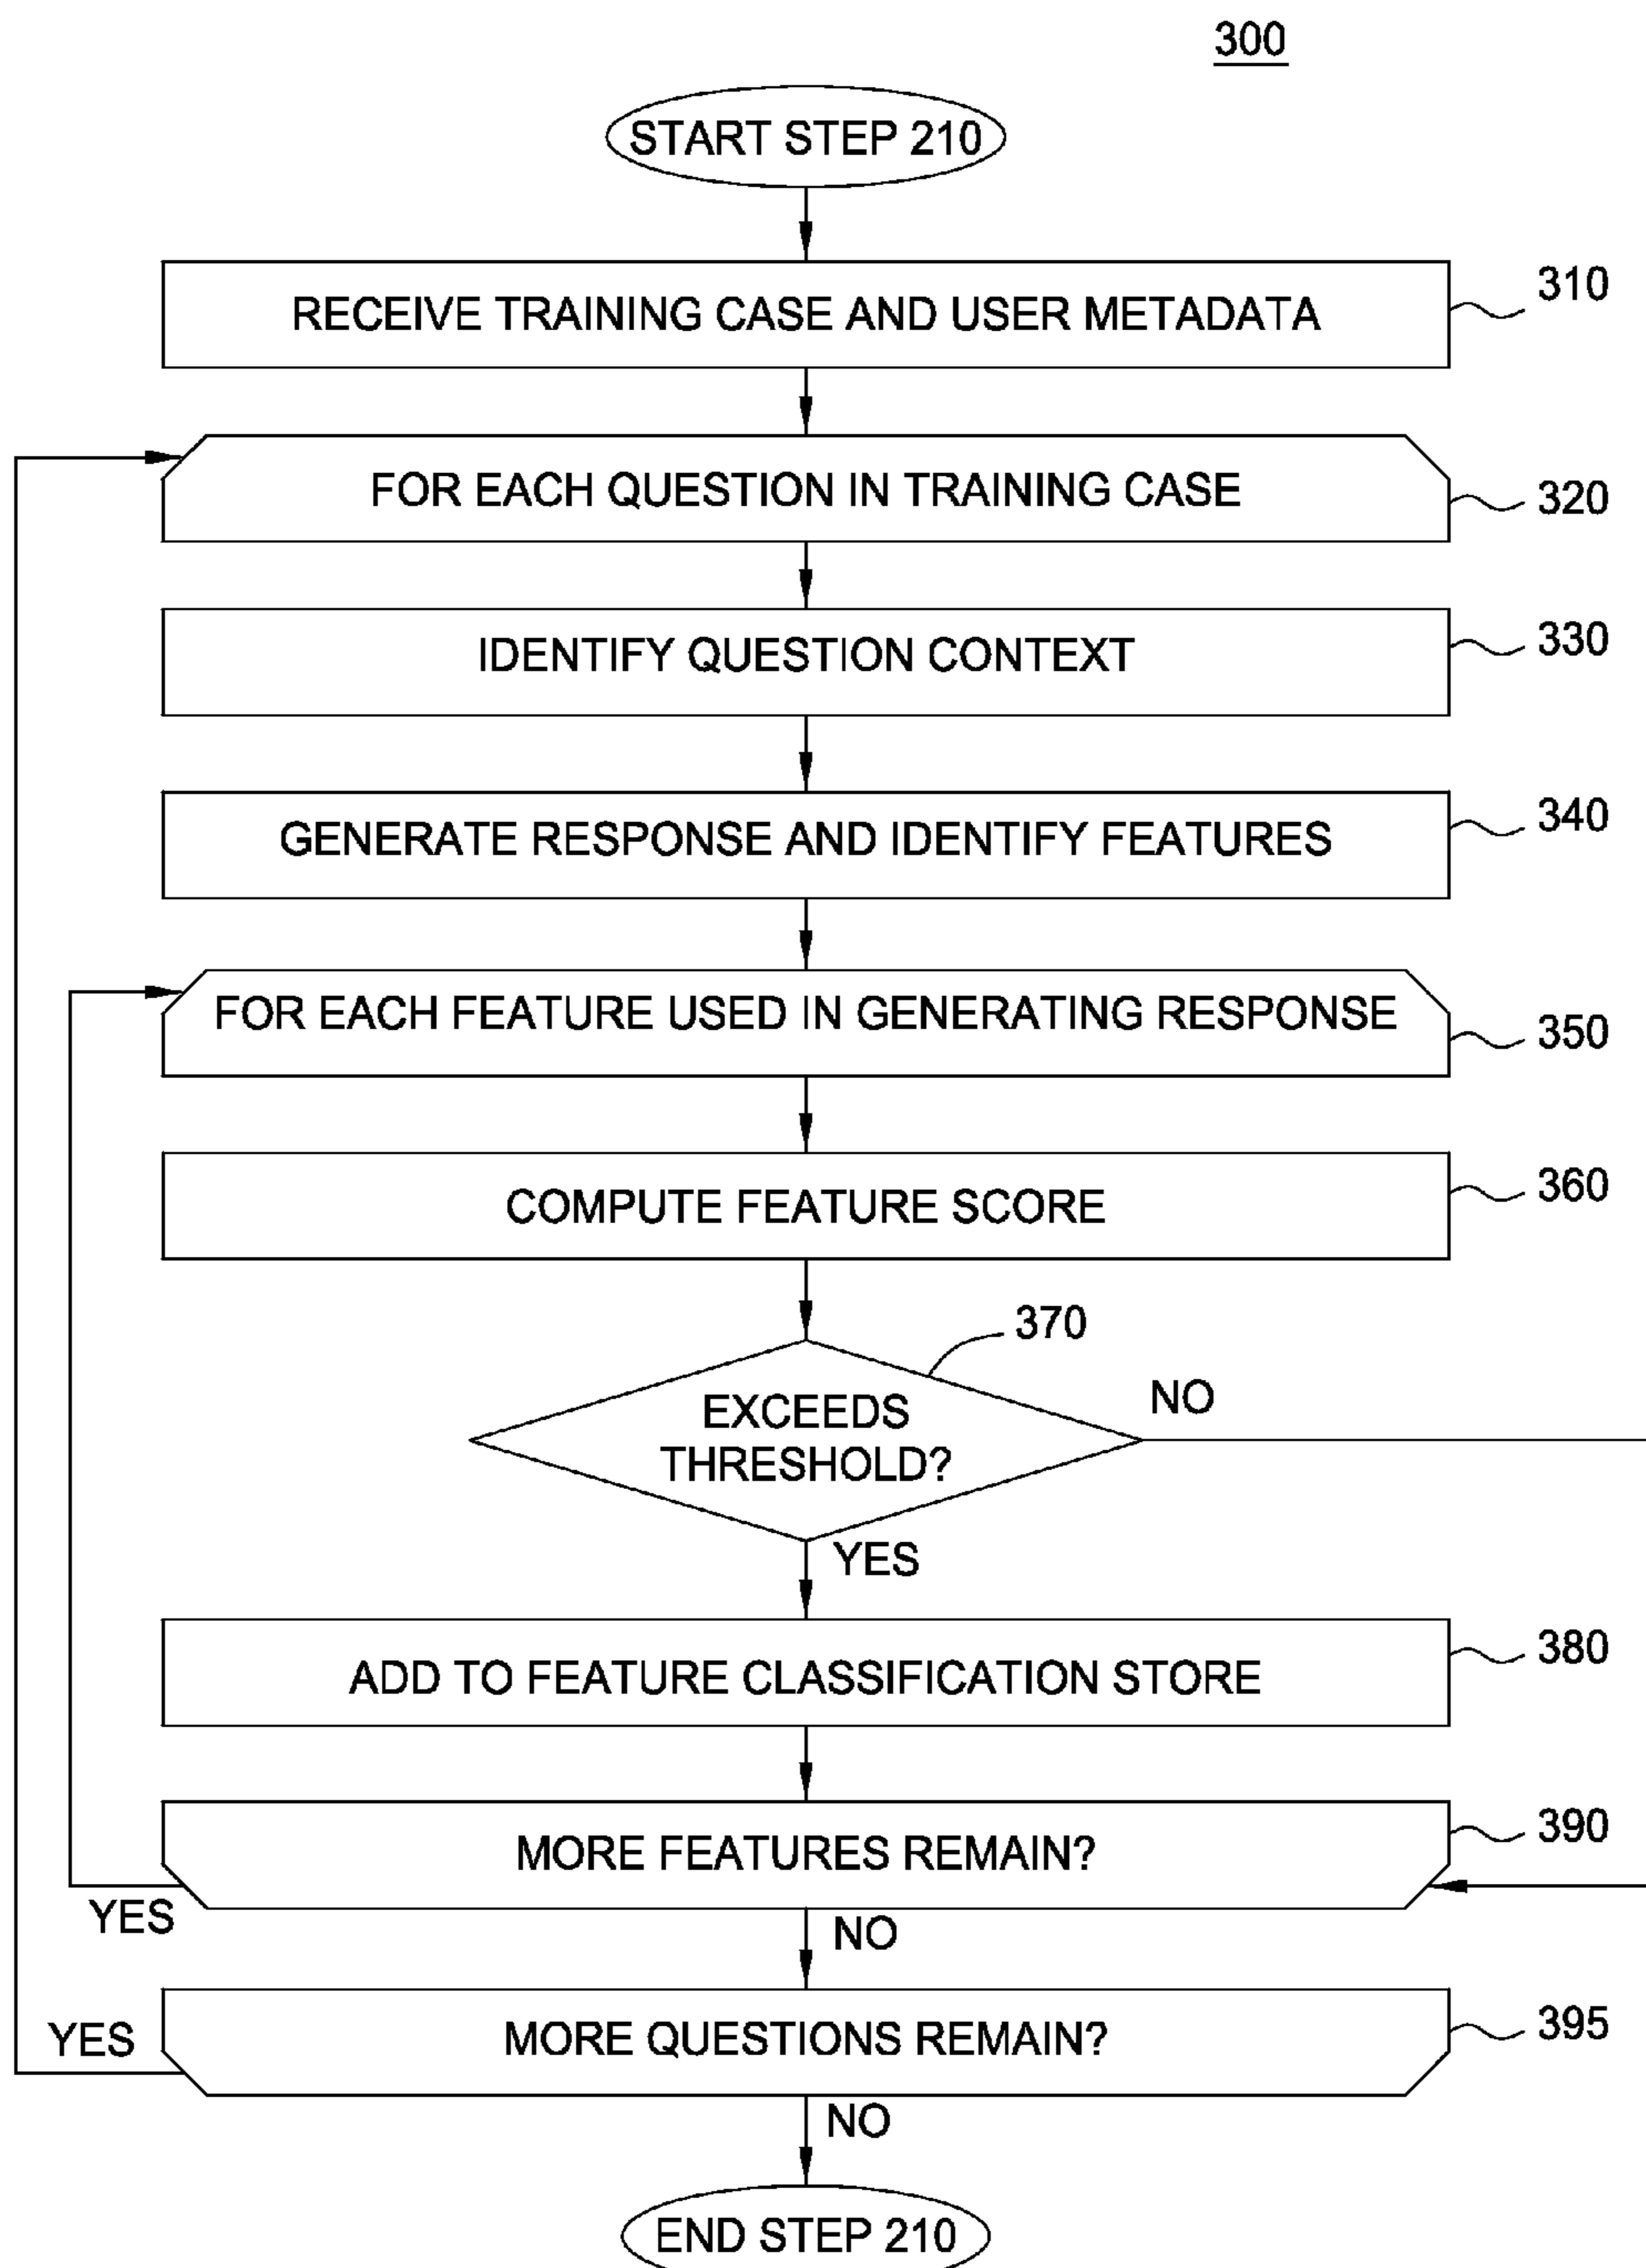 300
START STEP 210
RECEIVE TRAINING CASE AND USER METADATA
310
FOR EACH QUESTION IN TRAINING CASE
320
IDENTIFY QUESTION CONTEXT
330
GENERATE RESPONSE AND IDENTIFY FEATURES
340
FOR EACH FEATURE USED IN GENERATING RESPONSE
350
COMPUTE FEATURE SCORE
360
370
EXCEEDS
THRESHOLD?
NO
YES
ADD TO FEATURE CLASSIFICATION STORE
380
MORE FEATURES REMAIN?
390
YES
NO
MORE QUESTIONS REMAIN?
395
YES
NO
END STEP 210